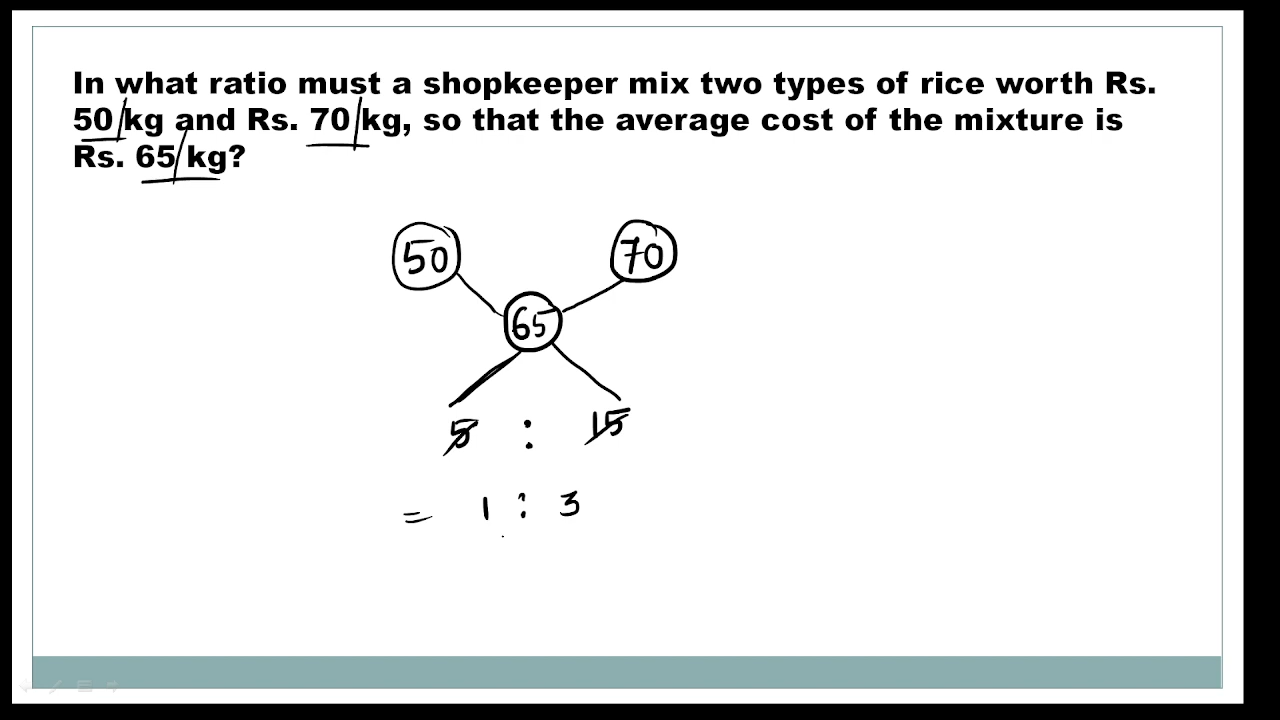 In what ratio must a shopkeeper mix two types of rice worth Rs.
50/kg and Rs. 70/kg, so that the average cost of the mixture is
Rs. 65/kg?
50 70
65
5 : 15
= 1 : 3